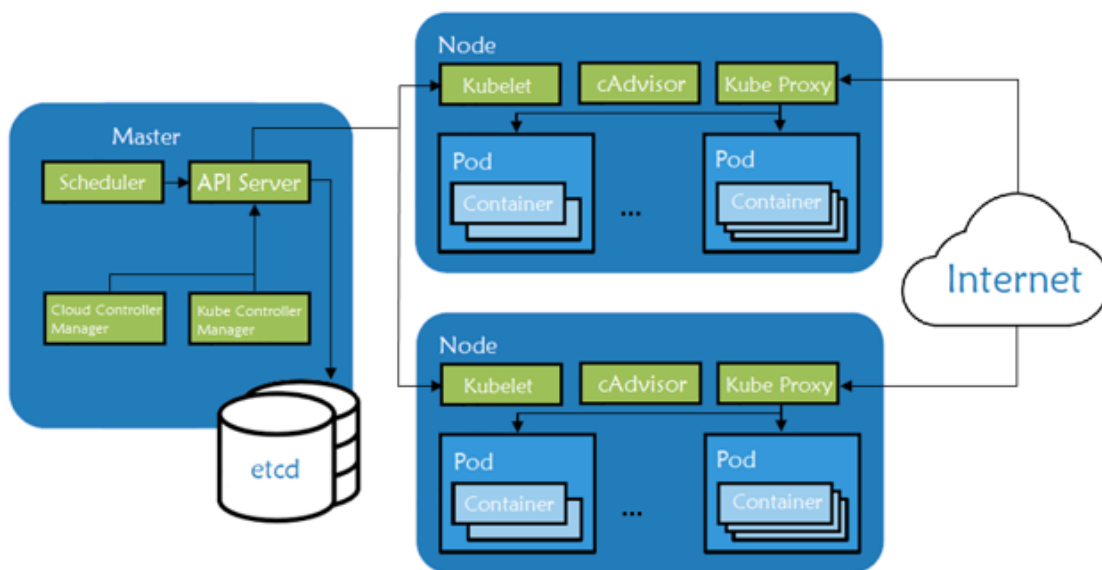 Master
Scheduler
API Server
Cloud Controller
Manager
Kube Controller
Manager
etcd
Node
Kubelet
cAdvisor
Kube Proxy
Pod
Container
...
Pod
Container
Node
Kubelet
cAdvisor
Kube Proxy
Pod
Container
...
Pod
Container
Internet